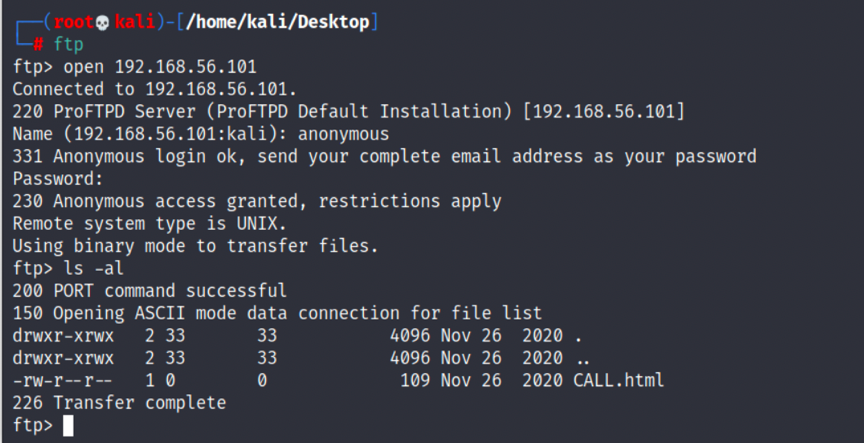 ┌──(root💀kali)-[/home/kali/Desktop]
└─# ftp
ftp> open 192.168.56.101
Connected to 192.168.56.101.
220 ProFTPD Server (ProFTPD Default Installation) [192.168.56.101]
Name (192.168.56.101:kali): anonymous
331 Anonymous login ok, send your complete email address as your password
Password:
230 Anonymous access granted, restrictions apply
Remote system type is UNIX.
Using binary mode to transfer files.
ftp> ls -al
200 PORT command successful
150 Opening ASCII mode data connection for file list
drwxr-xrwx   2 33       33           4096 Nov 26  2020 .
drwxr-xrwx   2 33       33           4096 Nov 26  2020 ..
-rw-r--r--   1 0        0             109 Nov 26  2020 CALL.html
226 Transfer complete
ftp>